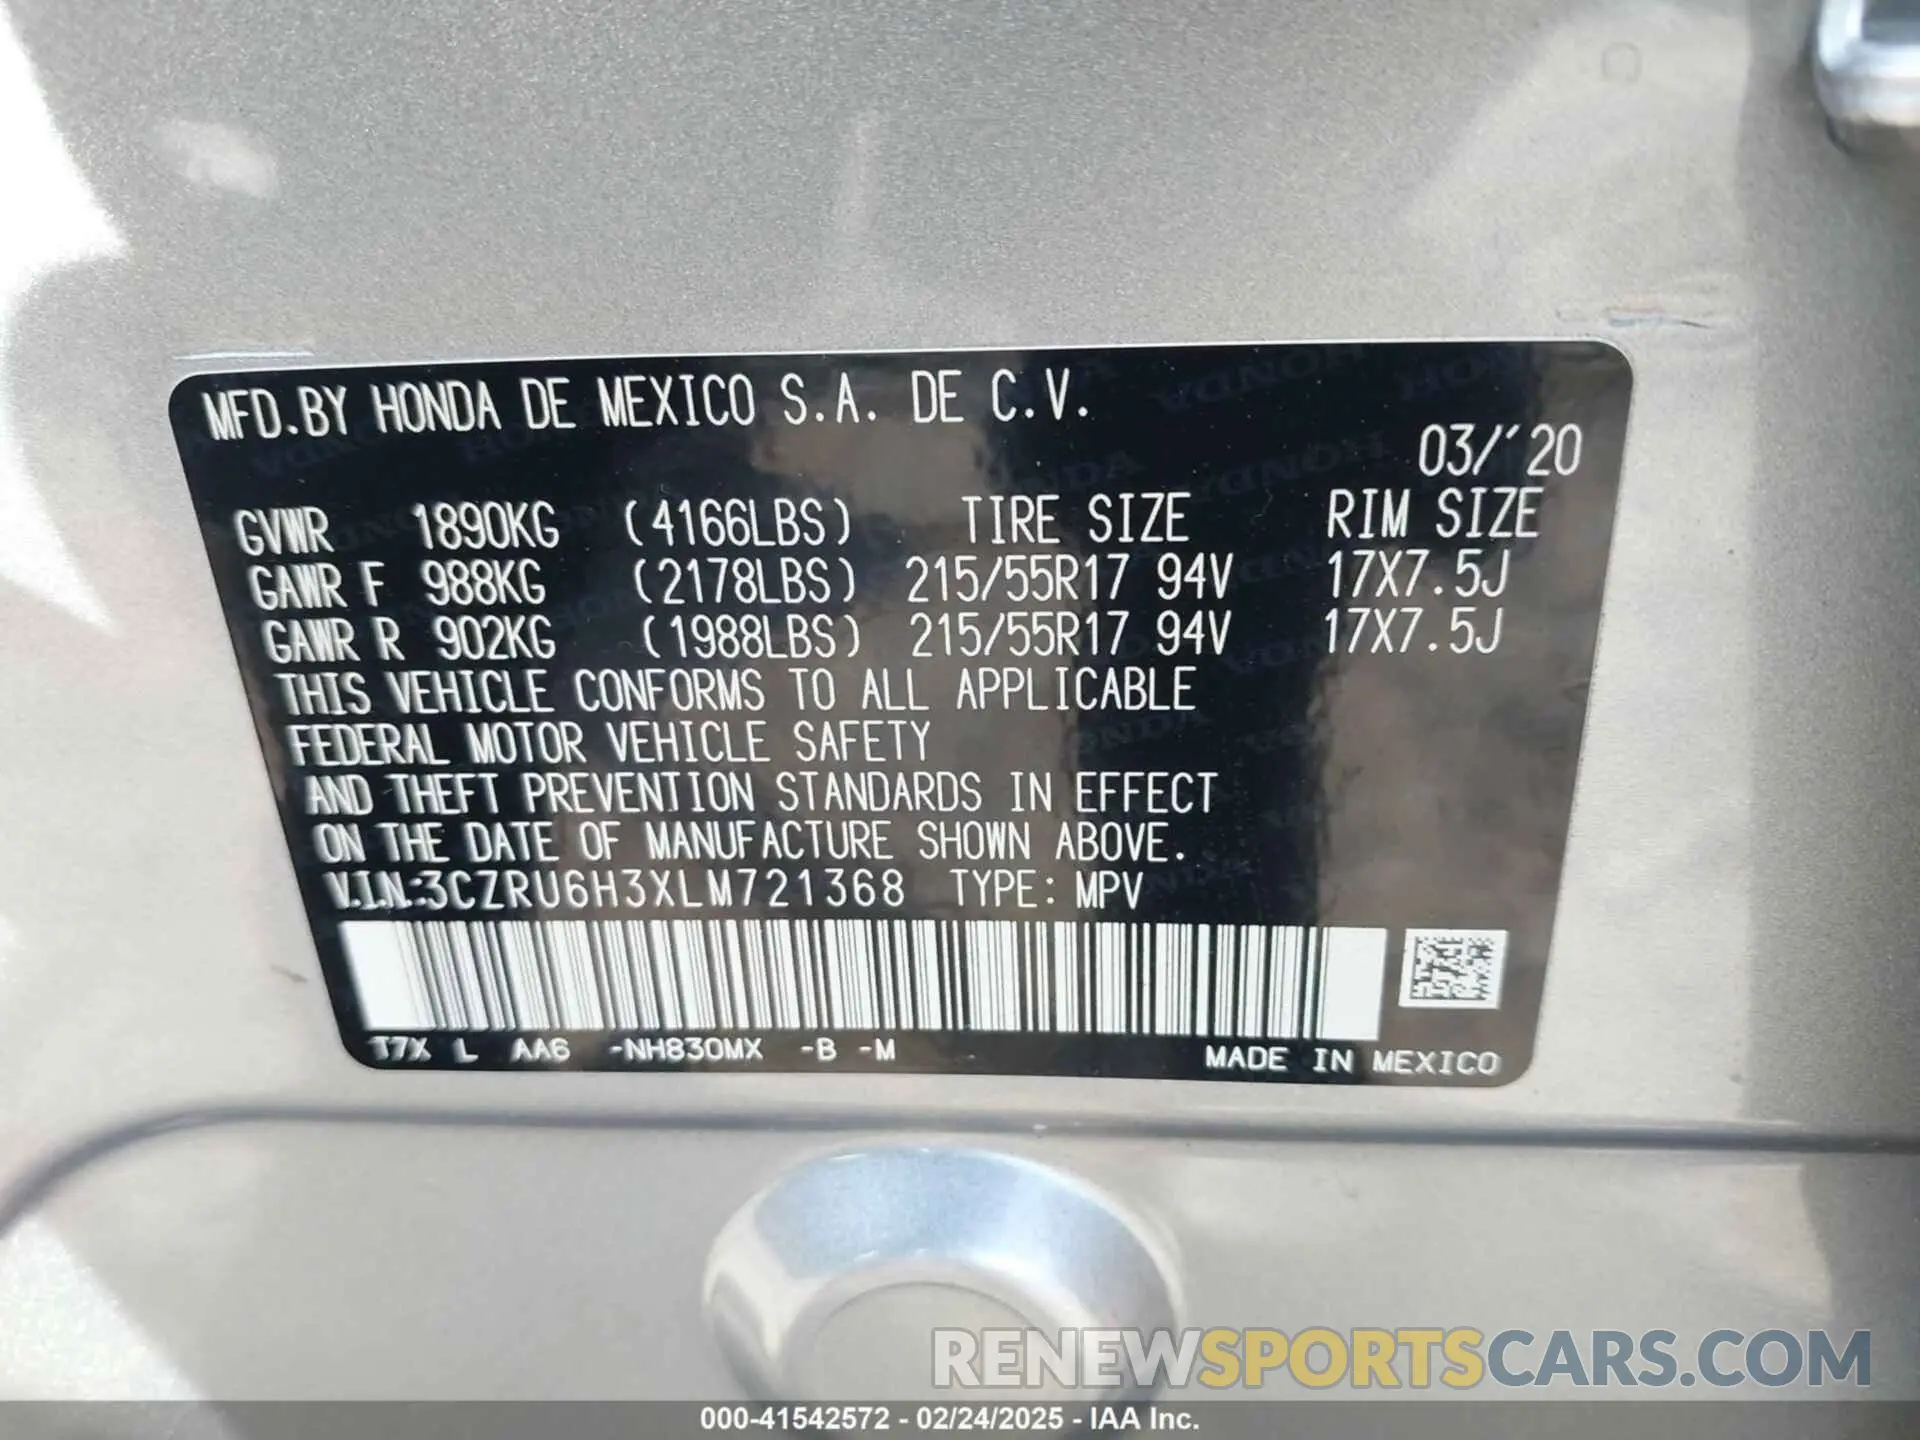 MFD.BY HONDA DE MEXICO S.A. DE C.V.
03/'20
GVWR 1890KG (4166LBS) TIRE SIZE RIM SIZE
GAWR F 988KG (2178LBS) 215/55R17 94V 17X7.5J
GAWR R 902KG (1988LBS) 215/55R17 94V 17X7.5J
THIS VEHICLE CONFORMS TO ALL APPLICABLE
FEDERAL MOTOR VEHICLE SAFETY
AND THEFT PREVENTION STANDARDS IN EFFECT
ON THE DATE OF MANUFACTURE SHOWN ABOVE.
V.I.N.:3CZRU6H3XLM721368 TYPE: MPV
T7X L AA6 -NH830MX -B -M MADE IN MEXICO
RENEWSPORTSCARS.COM
000-41542572 - 02/24/2025 - IAA Inc.